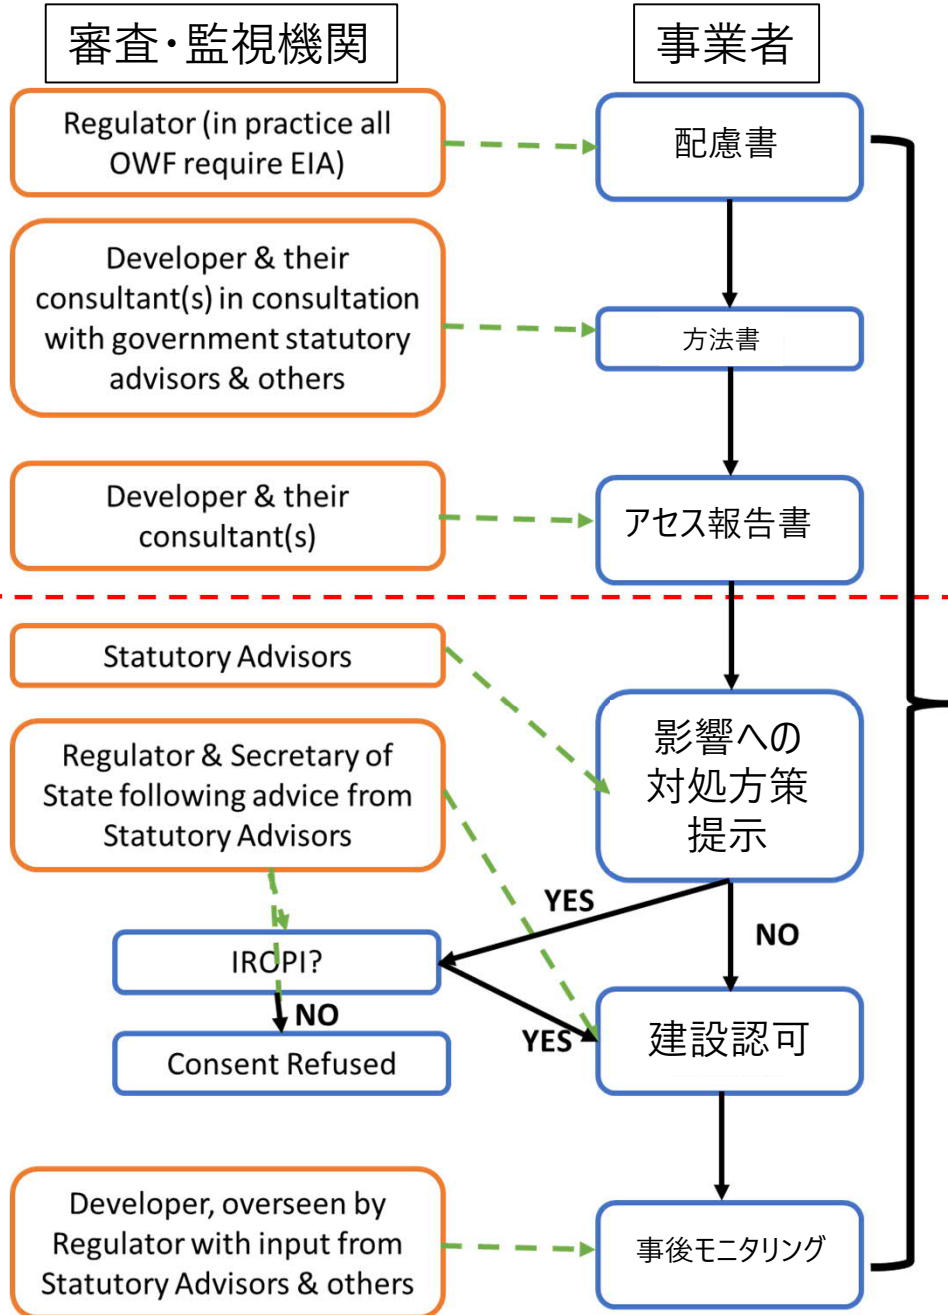 審査・監視機関
事業者
Regulator (in practice all
OWF require EIA)
配慮書
Developer & their
consultant(s) in consultation
with government statutory
advisors & others
方法書
Developer & their
consultant(s)
アセス報告書
Statutory Advisors
影響への
対処方策
提示
Regulator & Secretary of
State following advice from
Statutory Advisors
YES
NO
IROPI?
NO
YES
建設認可
Consent Refused
Developer, overseen by
Regulator with input from
Statutory Advisors & others
事後モニタリング